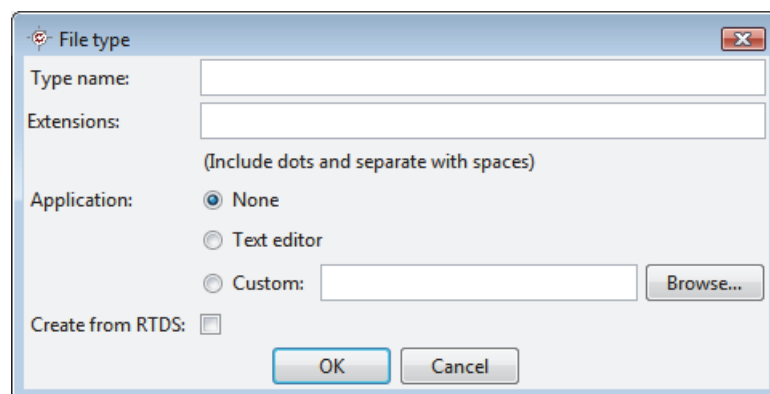 File type
Type name:
Extensions:
(Include dots and separate with spaces)
Application: None
Text editor
Custom: Browse...
Create from RTDS:
OK Cancel